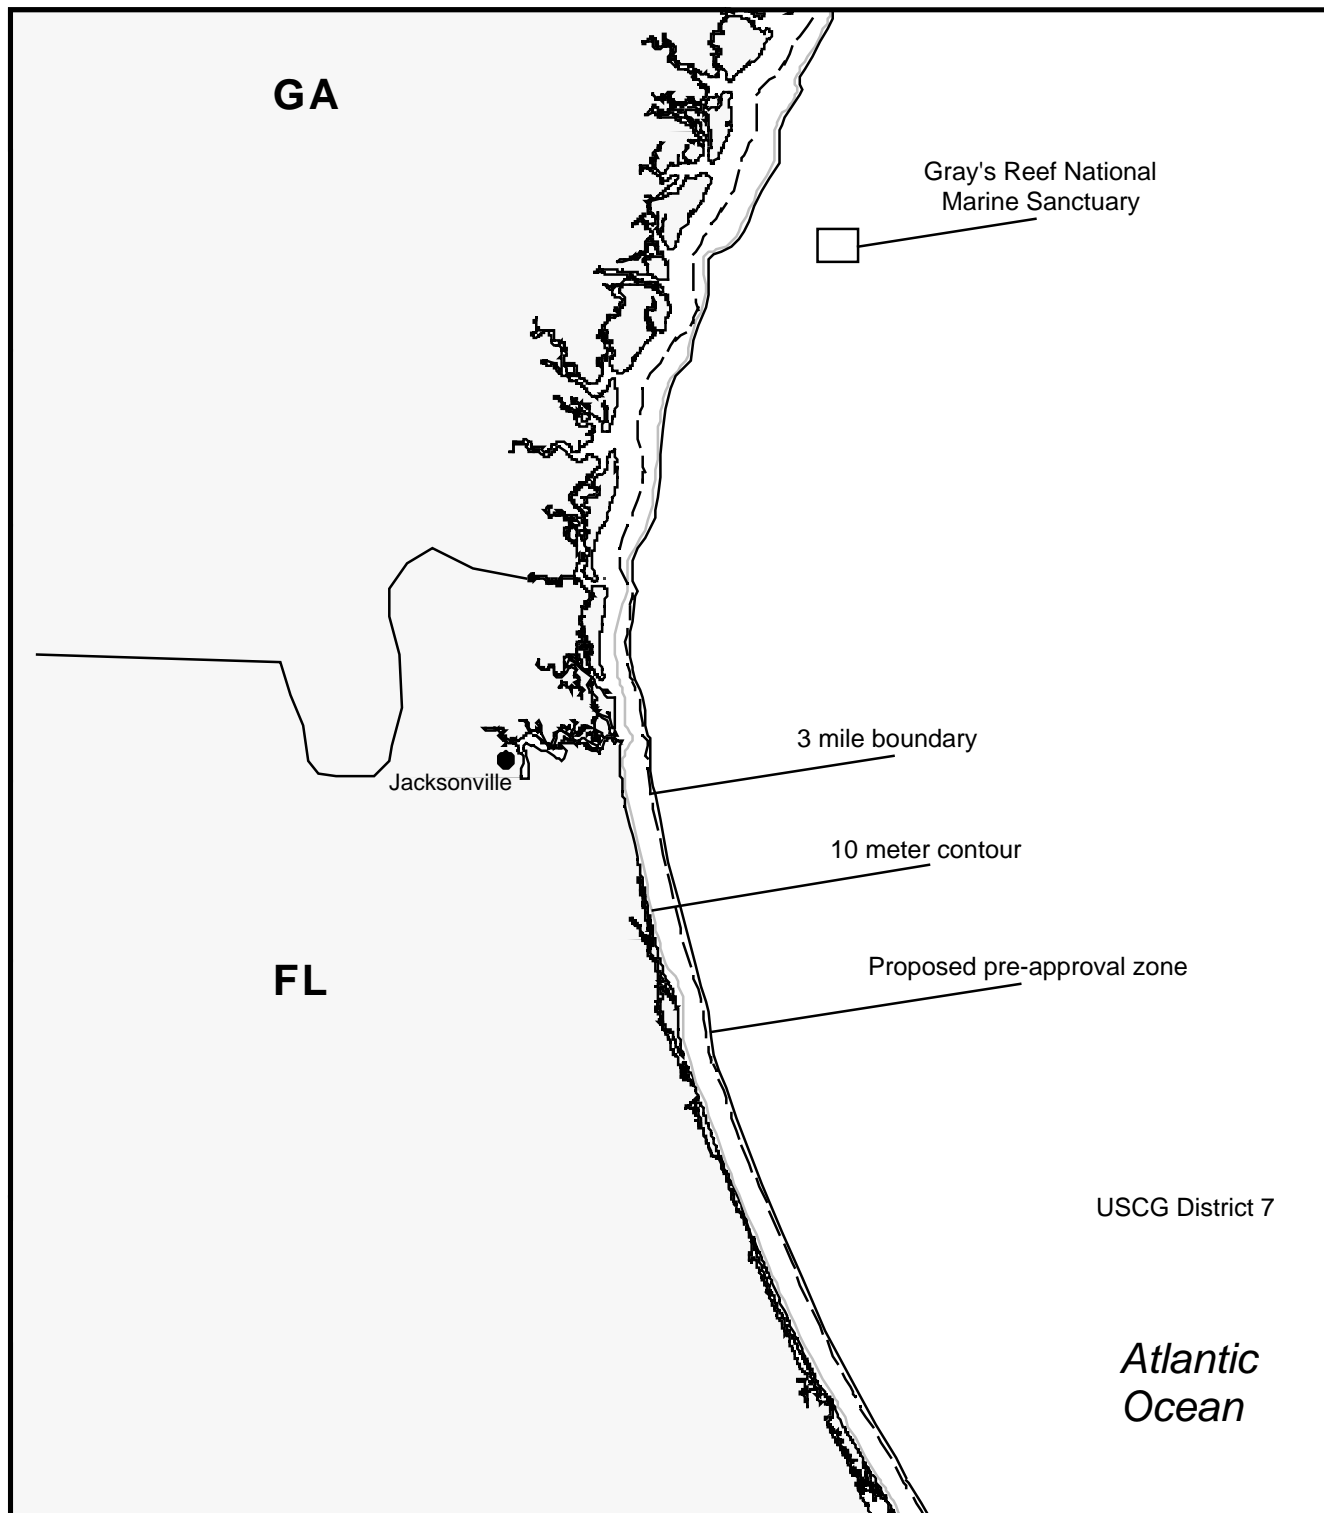 GA
Gray's Reef National
Marine Sanctuary
3 mile boundary
Jacksonville
10 meter contour
Proposed pre-approval zone
FL
USCG District 7
Atlantic
Ocean